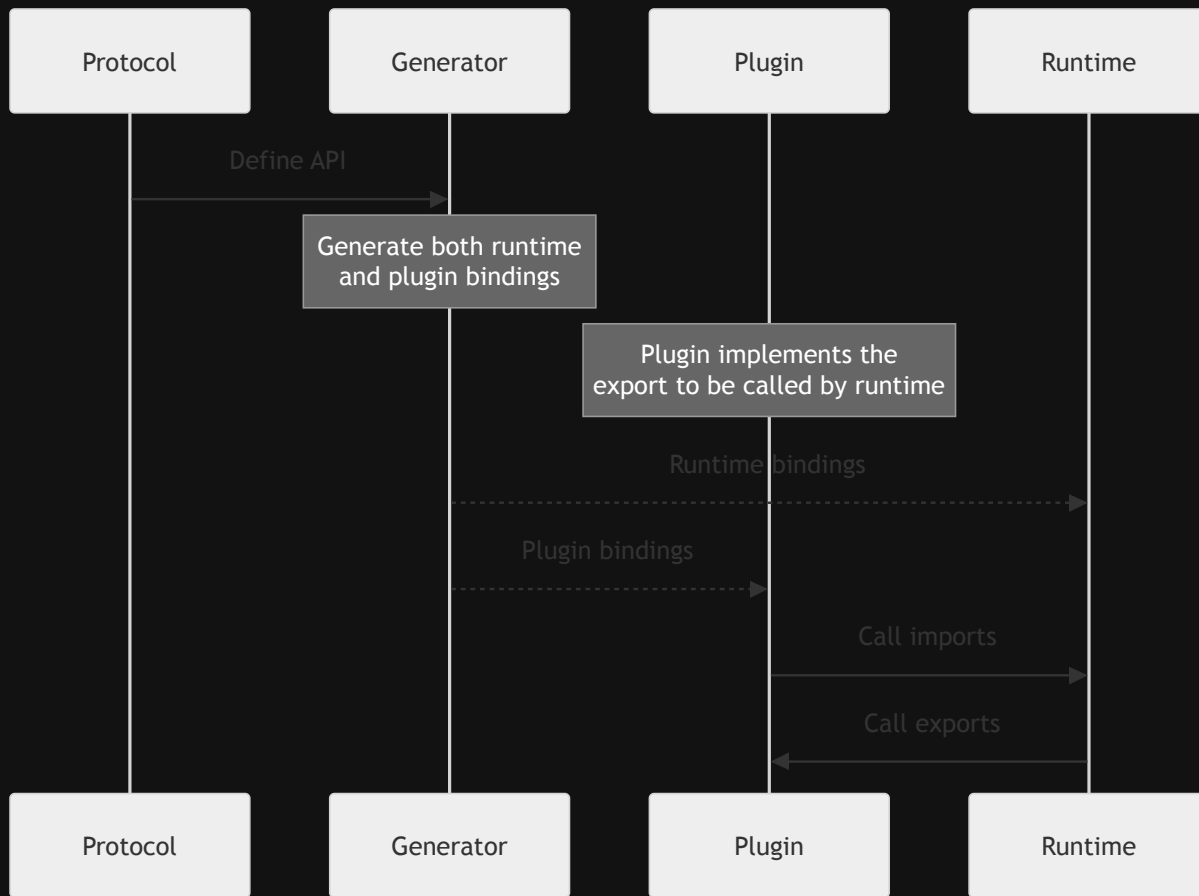 Protocol
Generator
Plugin
Runtime
Define API
Generate both runtime
and plugin bindings
Plugin implements the
export to be called by runtime
Runtime bindings
Plugin bindings
Call imports
Call exports
Protocol
Generator
Plugin
Runtime